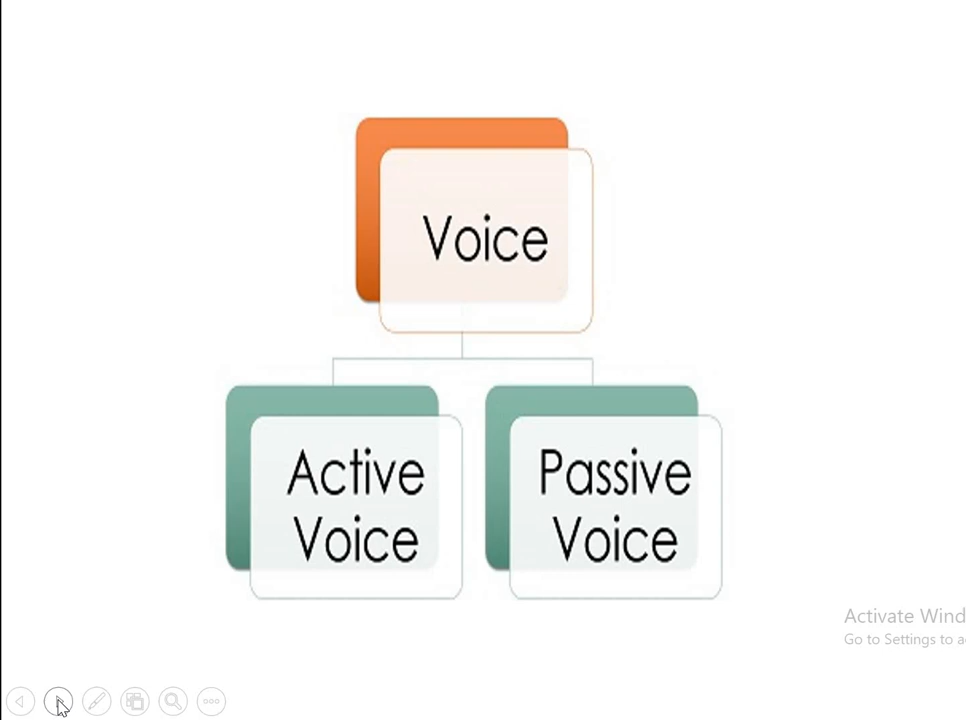 Voice
Active
Voice
Passive
Voice
Activate Wind
Go to Settings to a